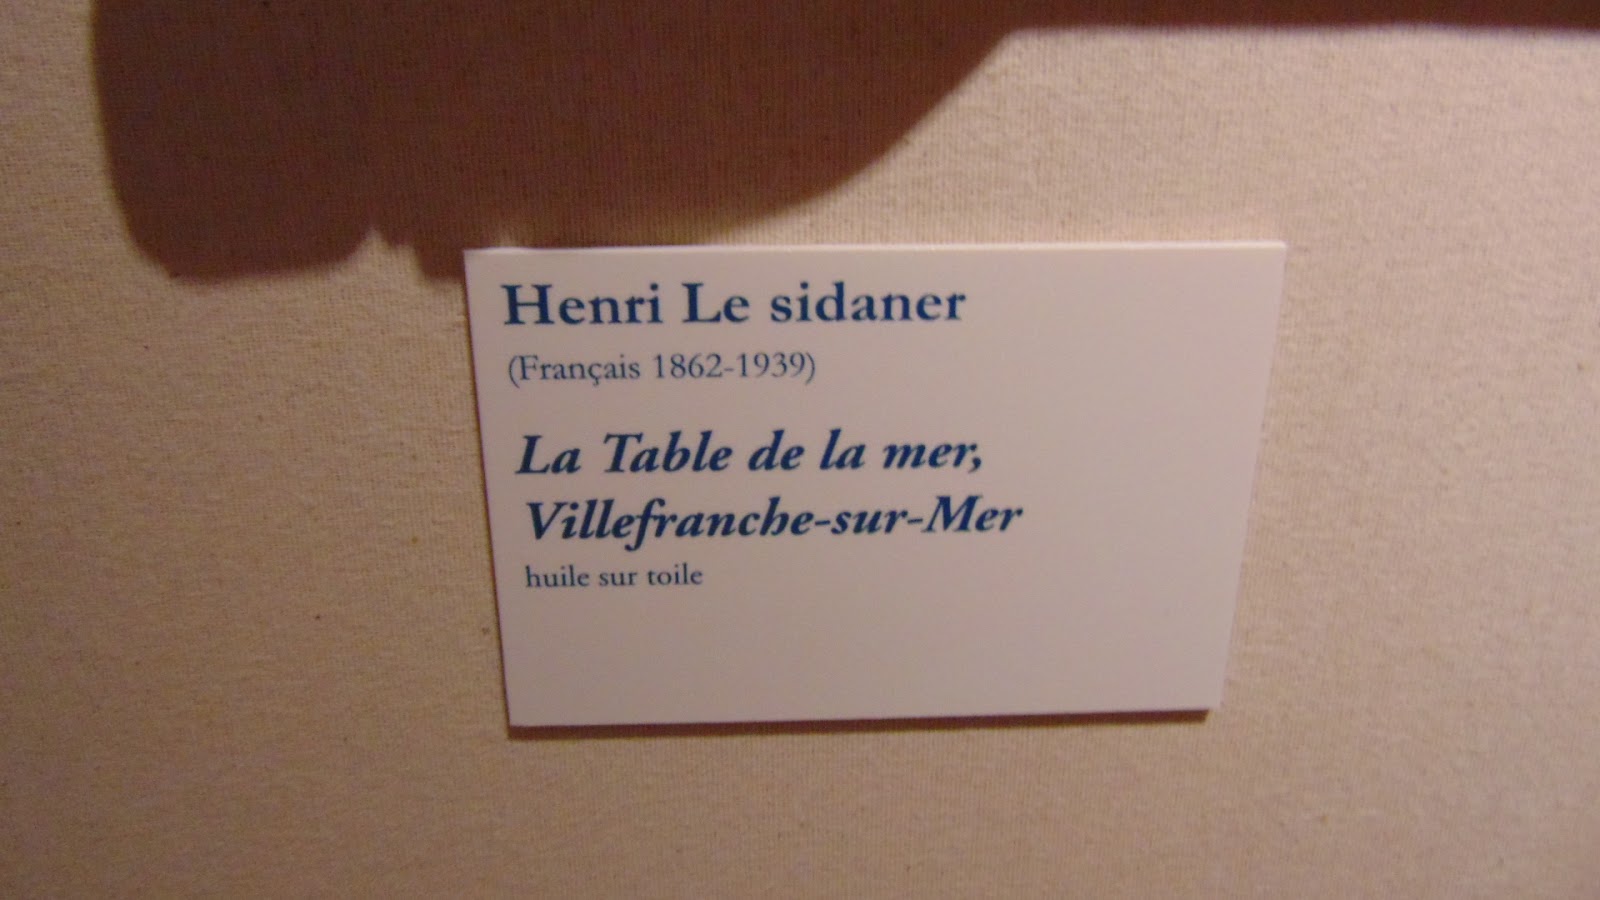 Henri Le sidaner
(Français 1862-1939)
La Table de la mer,
Villefranche-sur-Mer
huile sur toile